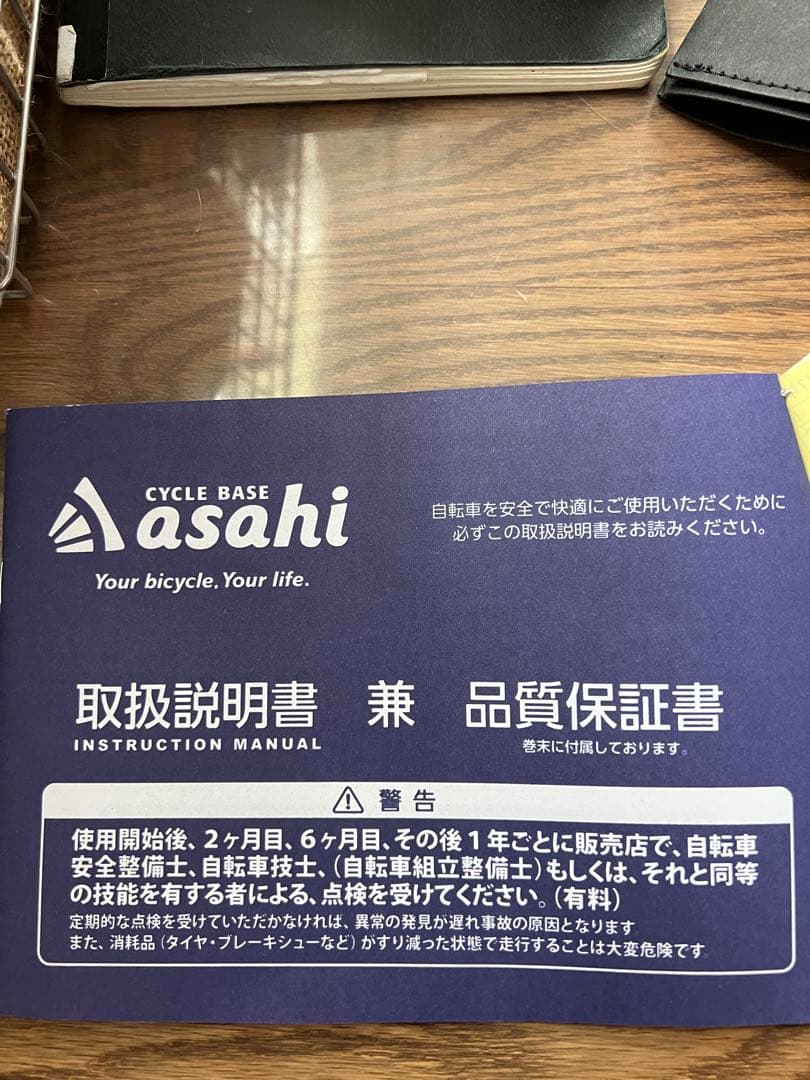 CYCLE BASE
asahi
Your bicycle, Your life.
自転車を安全で快適にご使用いただくために
必ずこの取扱説明書をお読みください。
取扱説明書 兼 品質保証書
INSTRUCTION MANUAL
巻末に付属しております。
警告
使用開始後、2ヶ月目、6ヶ月目、その後1年ごとに販売店で、自転車
安全整備士、自転車技士、(自転車組立整備士)もしくは、それと同等
の技能を有する者による、点検を受けてください。(有料)
定期的な点検を受けていただかなければ、異常の発見が遅れ事故の原因となります
また、消耗品(タイヤ・ブレーキシューなど)がすり減った状態で走行することは大変危険です。